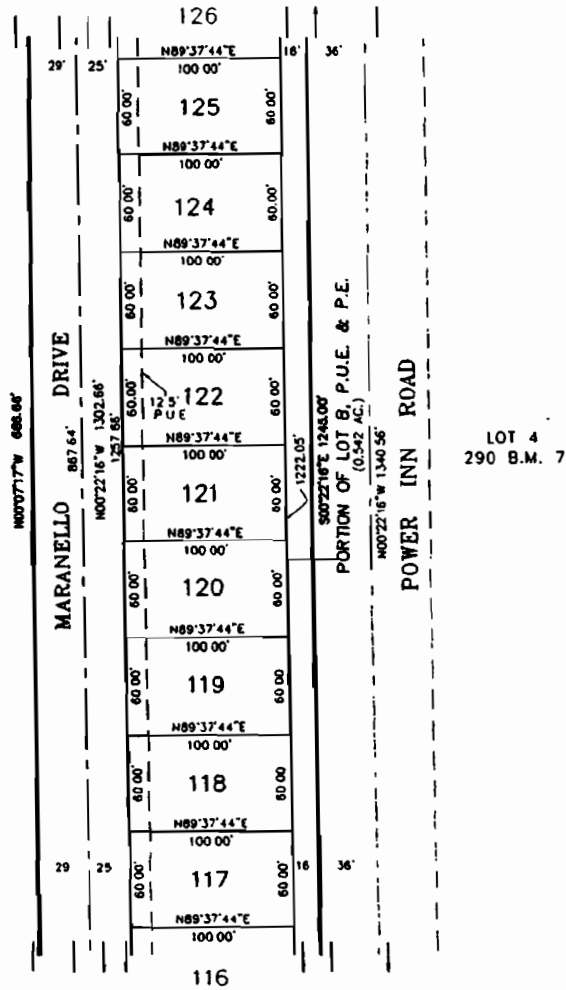 126
N89°37'44"E
100 00'
29' 25' 16' 36'
60 00' 125 60 00'
N89°37'44"E
100 00'
60 00' 124 60.00'
N89°37'44"E
100 00'
60 00' 123 60 00'
N89°37'44"E
100 00'
60.00' 122 60 00'
12 5'
P U E
N89°37'44"E
100 00'
60 00' 121 60 00'
N89°37'44"E
100 00'
60 00' 120 60 00'
N89°37'44"E
100 00'
60 00' 119 60 00
N89°37'44"E
100 00'
60 00' 118 60 00
N89°37'44"E
100 00'
29 25 16 36'
60 00' 117 60 00'
N89°37'44"E
100 00'
116
N00°07'17"W 686.66'
MARANELLO DRIVE
867 64'
N00°22'16"W 1302.66'
1257 66'
1222.05'
S00°22'16"E 1246.00'
PORTION OF LOT B, P.U.E. & P.E.
(0.542 AC.)
N00°22'16"W 1340 56'
POWER INN ROAD
LOT 4
290 B.M. 7